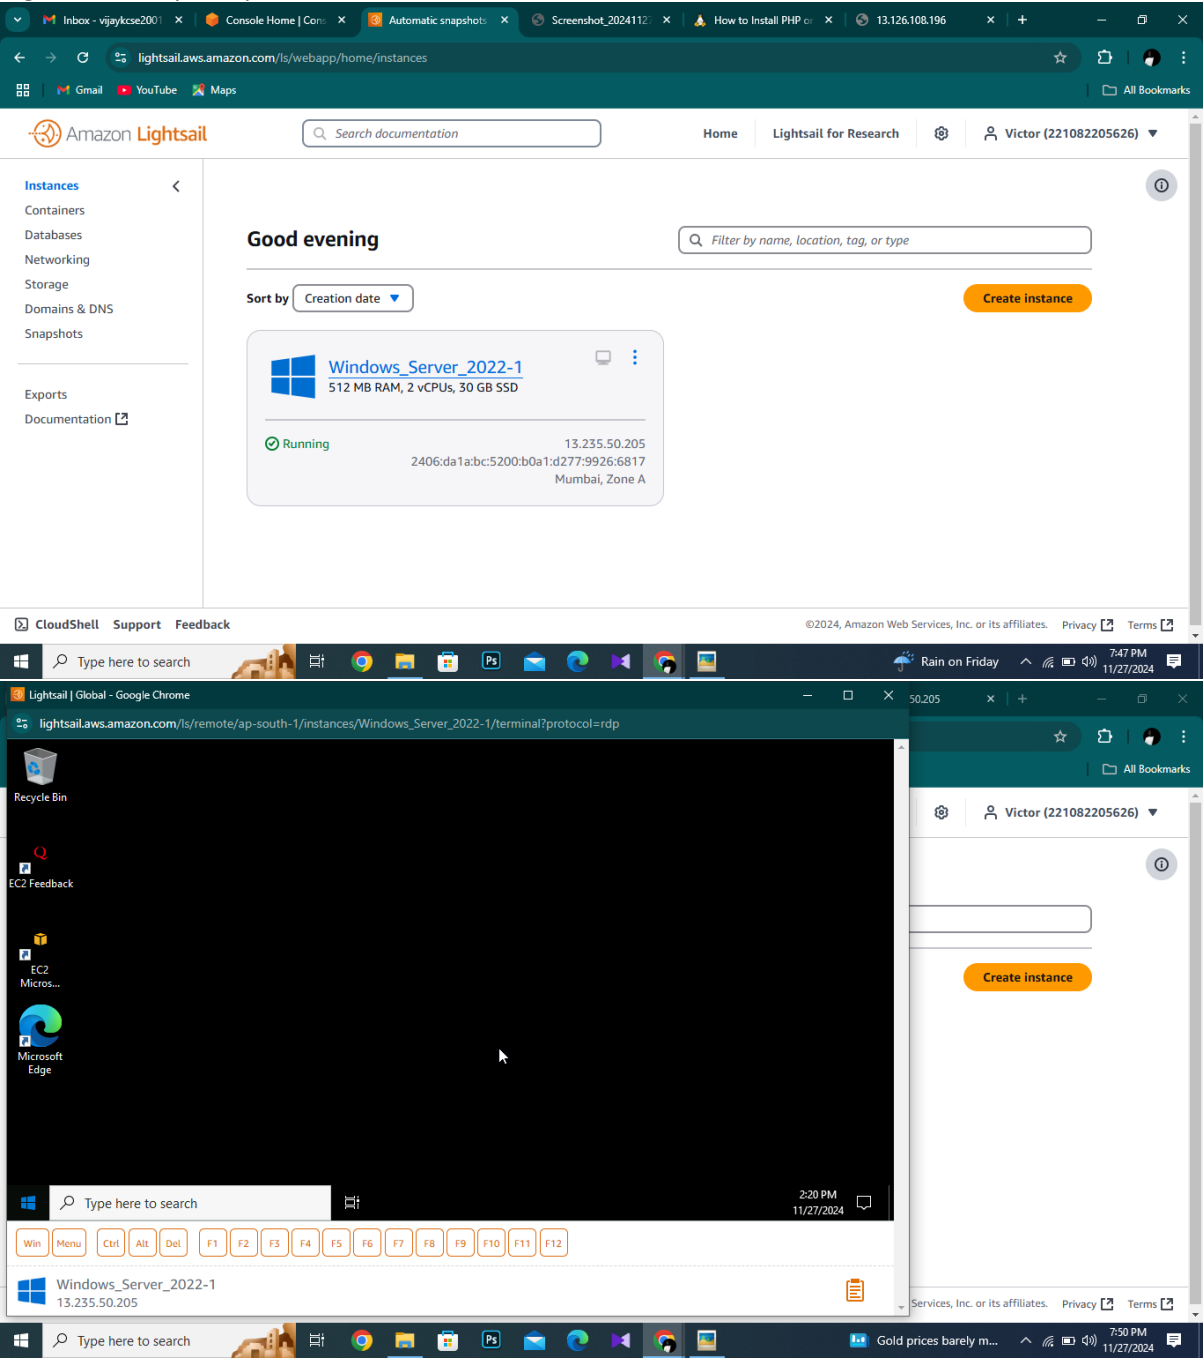 Inbox - vijaykcse2001
Console Home | Cons
Automatic snapshots
Screenshot_20241127
How to Install PHP or
13.126.108.196
lightsail.aws.amazon.com/ls/webapp/home/instances
Gmail
YouTube
Maps
All Bookmarks
Amazon Lightsail
Search documentation
Home
Lightsail for Research
Victor (221082205626)
Instances
Containers
Databases
Networking
Storage
Domains & DNS
Snapshots
Exports
Documentation
Good evening
Filter by name, location, tag, or type
Sort by
Creation date
Create instance
Windows_Server_2022-1
512 MB RAM, 2 vCPUs, 30 GB SSD
Running
13.235.50.205
2406:da1a:bc:5200:b0a1:d277:9926:6817
Mumbai, Zone A
CloudShell Support Feedback
©2024, Amazon Web Services, Inc. or its affiliates. Privacy Terms
Type here to search
Ps
Rain on Friday
7:47 PM
11/27/2024
Lightsail | Global - Google Chrome
50.205
lightsail.aws.amazon.com/ls/remote/ap-south-1/instances/Windows_Server_2022-1/terminal?protocol=rdp
All Bookmarks
Victor (221082205626)
Recycle Bin
Q
EC2 Feedback
EC2
Micros...
Microsoft
Edge
Create instance
Type here to search
2:20 PM
11/27/2024
Win Menu Ctrl Alt Del F1 F2 F3 F4 F5 F6 F7 F8 F9 F10 F11 F12
Windows_Server_2022-1
13.235.50.205
Services, Inc. or its affiliates. Privacy Terms
Type here to search
Ps
Gold prices barely m...
7:50 PM
11/27/2024